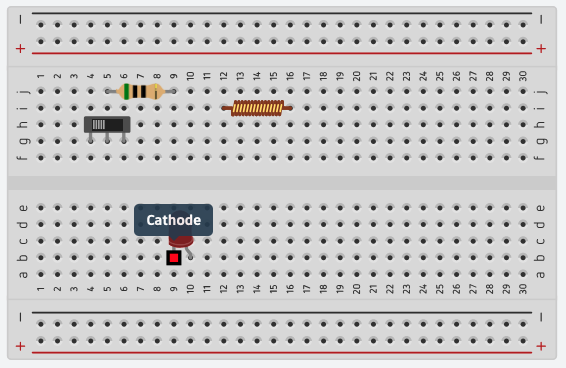 – –
+ +
1 2 3 4 5 6 7 8 9 10 11 12 13 14 15 16 17 18 19 20 21 22 23 24 25 26 27 28 29 30
j j
i i
h h
g g
f f
e e
d d
Cathode
c c
b b
a a
1 2 3 4 5 6 7 8 9 10 11 12 13 14 15 16 17 18 19 20 21 22 23 24 25 26 27 28 29 30
– –
+ +